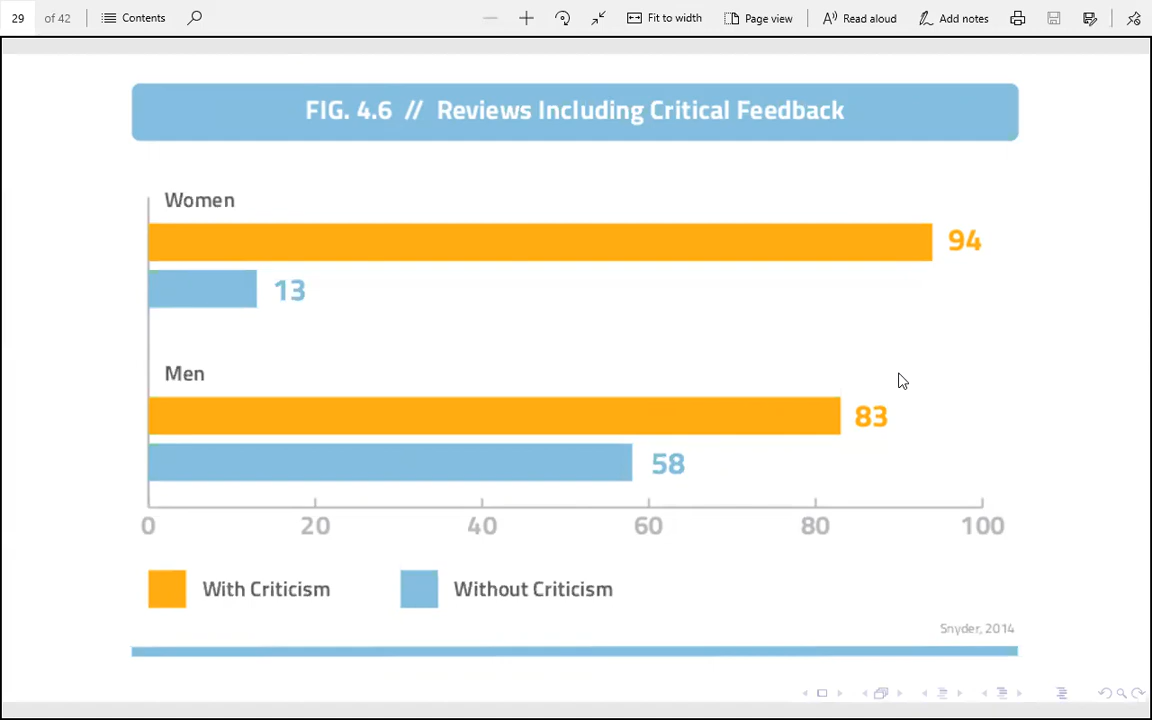 29 of 42 Contents Fit to width Page view Read aloud Add notes
FIG. 4.6 // Reviews Including Critical Feedback
Women
94
13
Men
83
58
0 20 40 60 80 100
With Criticism Without Criticism
Snyder, 2014